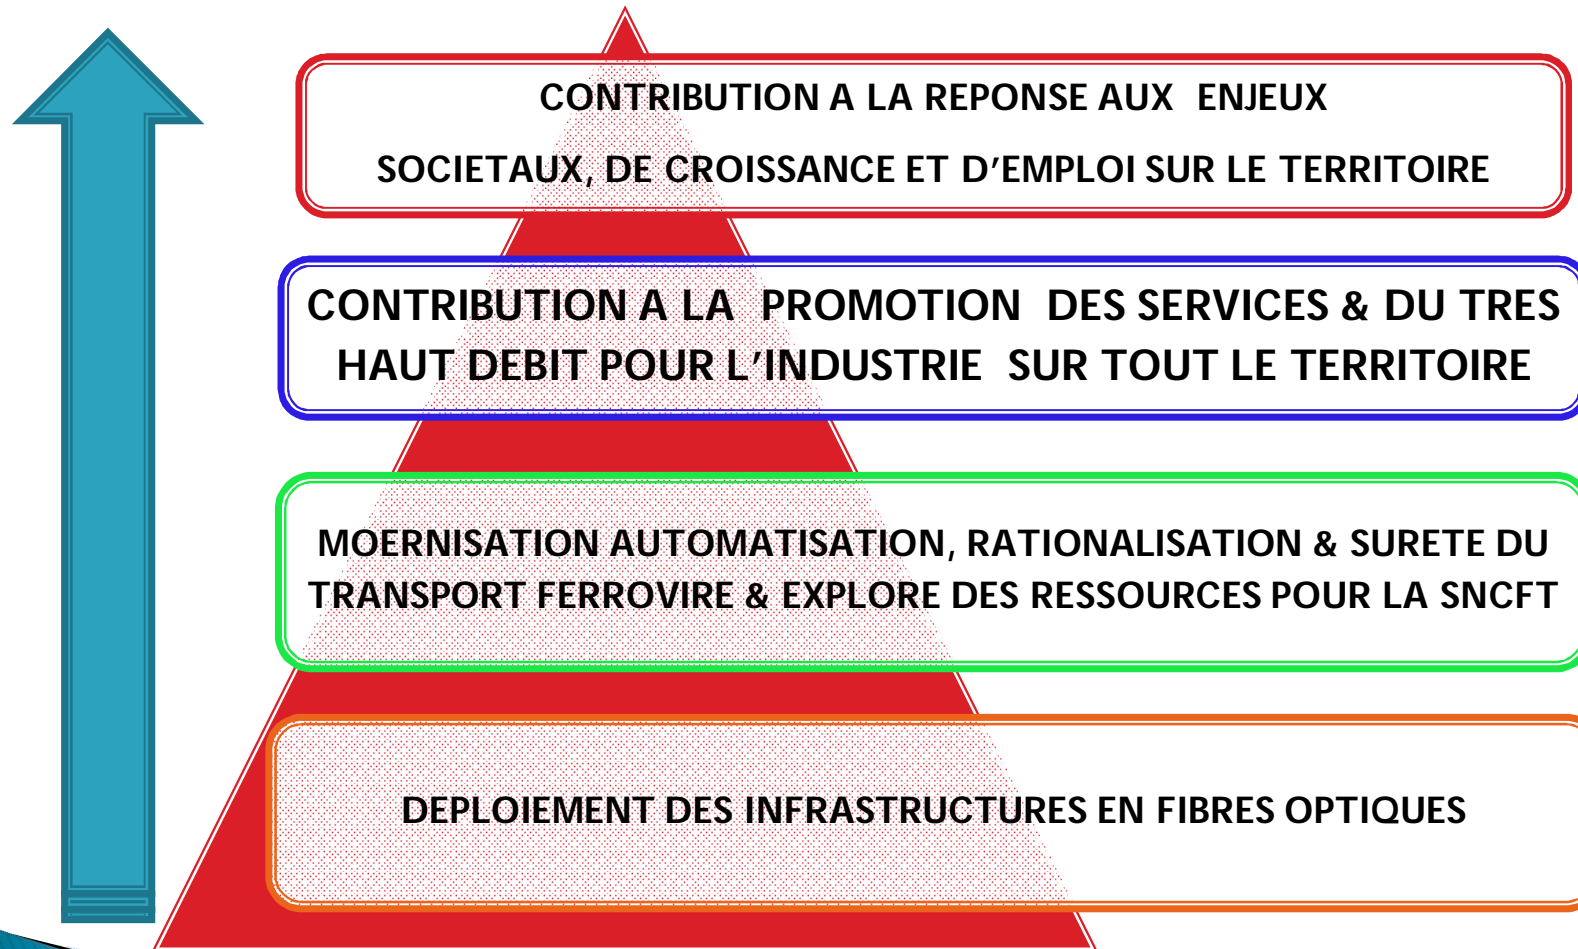 CONTRIBUTION A LA REPONSE AUX ENJEUX
SOCIETAUX, DE CROISSANCE ET D'EMPLOI SUR LE TERRITOIRE
CONTRIBUTION A LA PROMOTION DES SERVICES & DU TRES
HAUT DEBIT POUR L'INDUSTRIE SUR TOUT LE TERRITOIRE
MOERNISATION AUTOMATISATION, RATIONALISATION & SURETE DU
TRANSPORT FERROVIRE & EXPLORE DES RESSOURCES POUR LA SNCFT
DEPLOIEMENT DES INFRASTRUCTURES EN FIBRES OPTIQUES